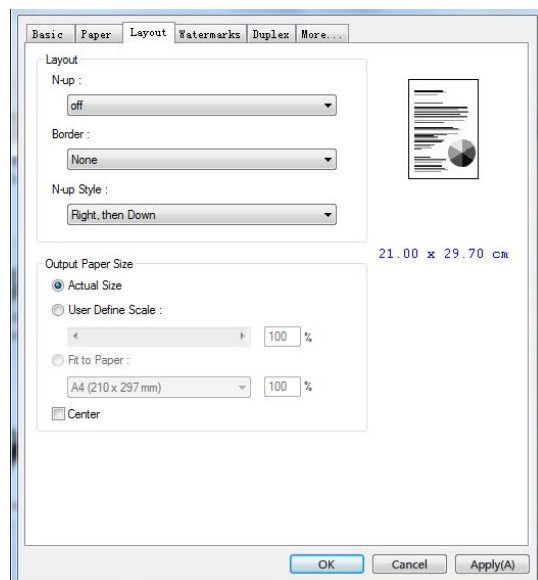 Basic Paper Layout Watermarks Duplex More...
Layout
N-up :
off
Border :
None
N-up Style :
Right, then Down
21.00 x 29.70 cm
Output Paper Size
Actual Size
User Define Scale :
100 %
Fit to Paper :
A4 (210 x 297 mm) 100 %
Center
OK Cancel Apply(A)